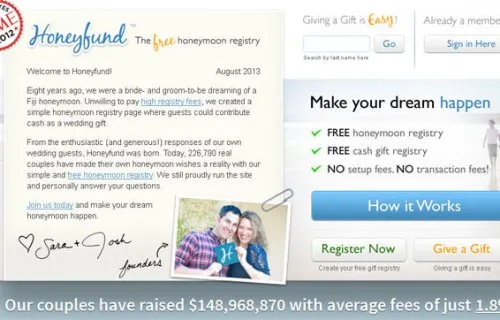 TIMES
2012
Honeyfund™ The free honeymoon registry
Giving a Gift is Easy!
Go
Search by last name here
Already a mem
Sign in Here
Welcome to Honeyfund! August 2013
Eight years ago, we were a bride- and groom-to-be dreaming of a
Fiji honeymoon. Unwilling to pay high registry fees, we created a
simple honeymoon registry page where guests could contribute
cash as a wedding gift.
From the enthusiastic (and generous!) responses of our own
wedding guests, Honeyfund was born. Today, 226,790 real
couples have made their own honeymoon wishes a reality with our
simple and free honeymoon registry. We still proudly run the site
and personally answer your questions.
Join us today and make your dream
honeymoon happen.
Sara + Josh
founders
Make your dream happen
FREE honeymoon registry
FREE cash gift registry
NO setup fees. NO transaction fees!
How it Works
Register Now
Create your free gift registry
Give a Gift
Giving a gift is easy
Our couples have raised $148,968,870 with average fees of just 1.8